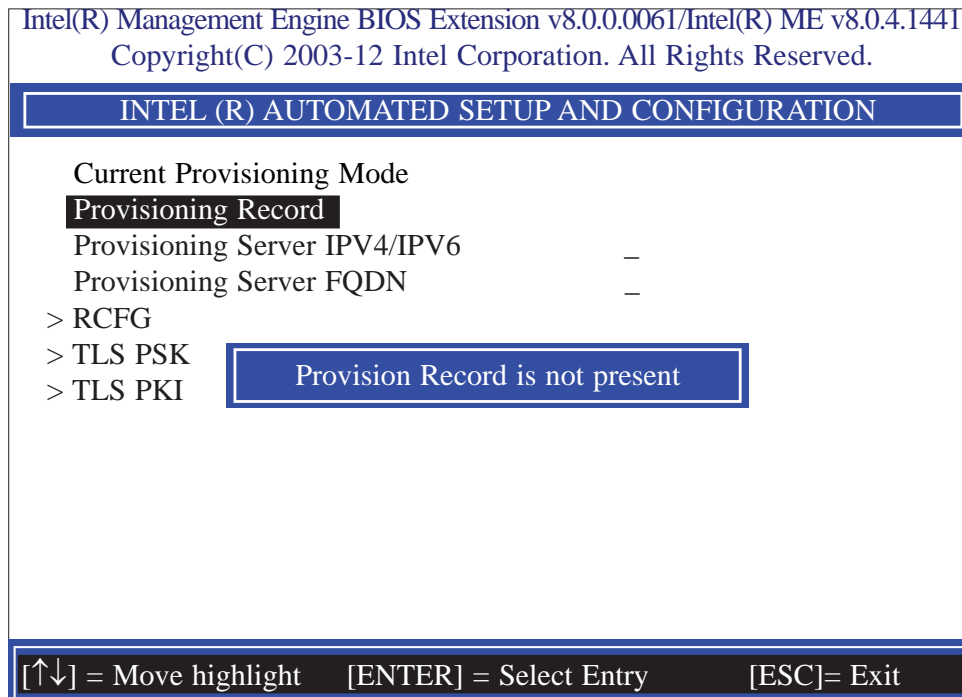 Intel(R) Management Engine BIOS Extension v8.0.0.0061/Intel(R) ME v8.0.4.1441
Copyright(C) 2003-12 Intel Corporation. All Rights Reserved.
INTEL (R) AUTOMATED SETUP AND CONFIGURATION
Current Provisioning Mode
Provisioning Record
Provisioning Server IPV4/IPV6 _
Provisioning Server FQDN _
> RCFG
> TLS PSK
> TLS PKI
Provision Record is not present
[↑↓] = Move highlight [ENTER] = Select Entry [ESC]= Exit